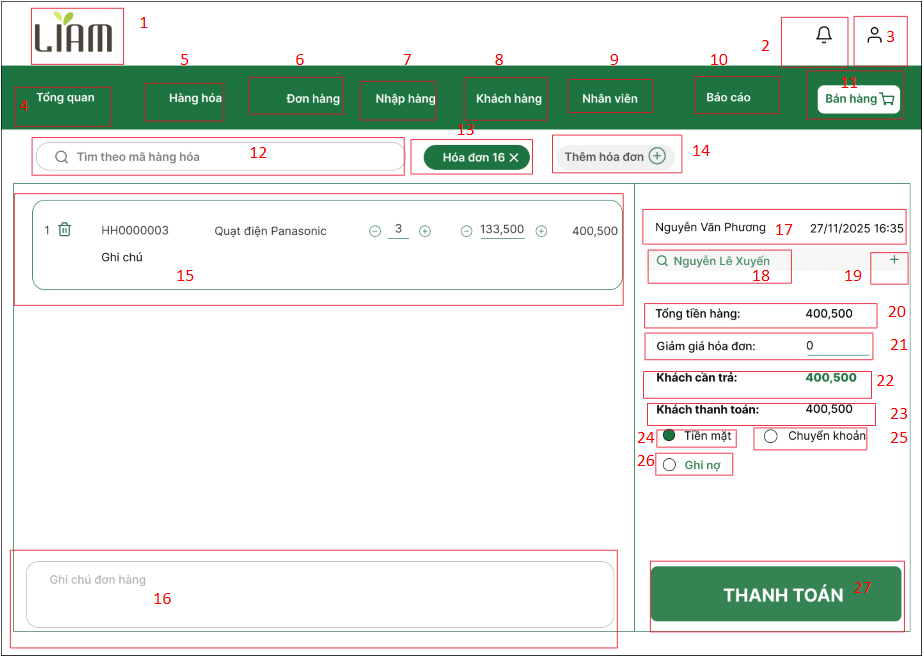 LIAM 1
2 3
5 6 7 8 9 10 11
4 Tổng quan Hàng hóa Đơn hàng Nhập hàng Khách hàng Nhân viên Báo cáo Bán hàng
12 13 14
Tìm theo mã hàng hóa Hóa đơn 16 Thêm hóa đơn
1 HH0000003 Quạt điện Panasonic 3 133,500 400,500
Ghi chú
15
Nguyễn Văn Phương 17 27/11/2025 16:35
Nguyễn Lê Xuyến
18 19
Tổng tiền hàng: 400,500 20
Giảm giá hóa đơn: 0 21
Khách cần trả: 400,500 22
Khách thanh toán: 400,500 23
24 Tiền mặt Chuyển khoản 25
26 Ghi nợ
Ghi chú đơn hàng
16
THANH TOÁN 27